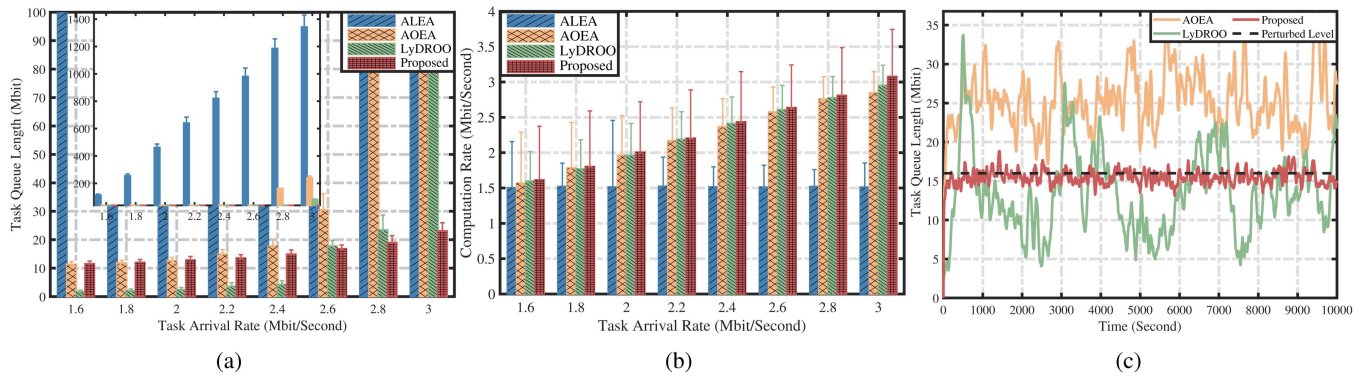 100
90
80
70
60
50
40
30
20
10
0
Task Queue Length (Mbit)
1400
1200
1000
800
600
400
200
1.6 1.8 2 2.2 2.4 2.6 2.8 3
ALEA
AOEA
LyDROO
Proposed
1.6 1.8 2 2.2 2.4 2.6 2.8 3
Task Arrival Rate (Mbit/Second)
(a)
4
3.5
3
2.5
2
1.5
1
0.5
0
Computation Rate (Mbit/Second)
ALEA
AOEA
LyDROO
Proposed
1.6 1.8 2 2.2 2.4 2.6 2.8 3
Task Arrival Rate (Mbit/Second)
(b)
35
30
25
20
15
10
5
0
Task Queue Length (Mbit)
AOEA Proposed
LyDROO Perturbed Level
0 1000 2000 3000 4000 5000 6000 7000 8000 9000 10000
Time (Second)
(c)